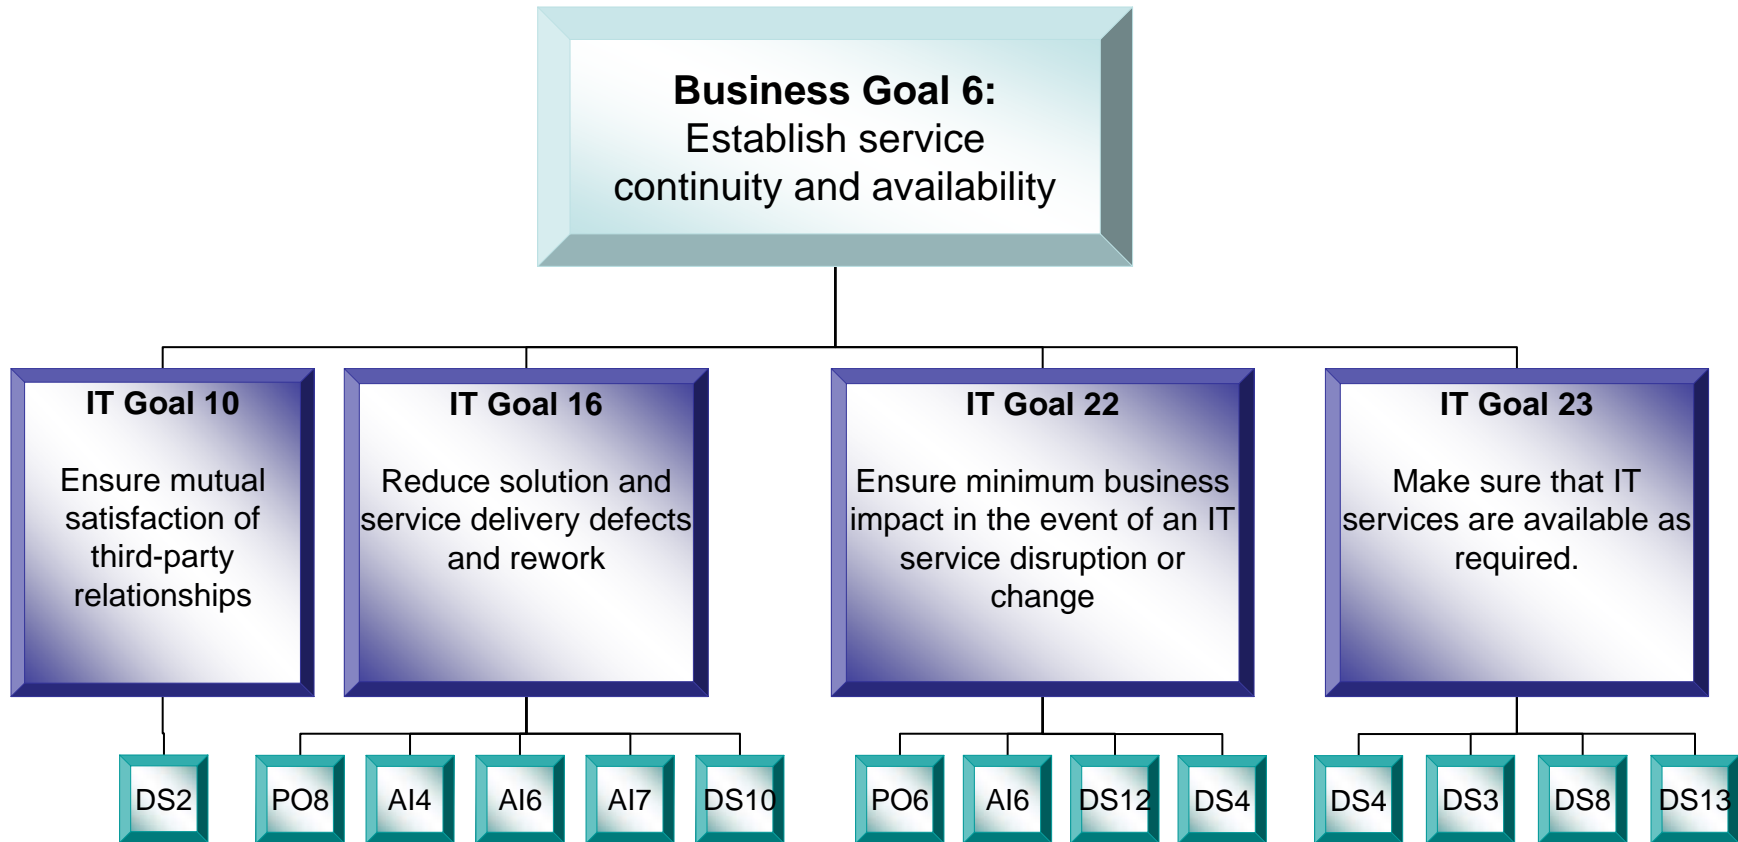 Business Goal 6:
Establish service
continuity and availability
IT Goal 10
Ensure mutual
satisfaction of
third-party
relationships
IT Goal 16
Reduce solution and
service delivery defects
and rework
IT Goal 22
Ensure minimum business
impact in the event of an IT
service disruption or
change
IT Goal 23
Make sure that IT
services are available as
required.
DS2
PO8
AI4
AI6
AI7
DS10
PO6
AI6
DS12
DS4
DS4
DS3
DS8
DS13